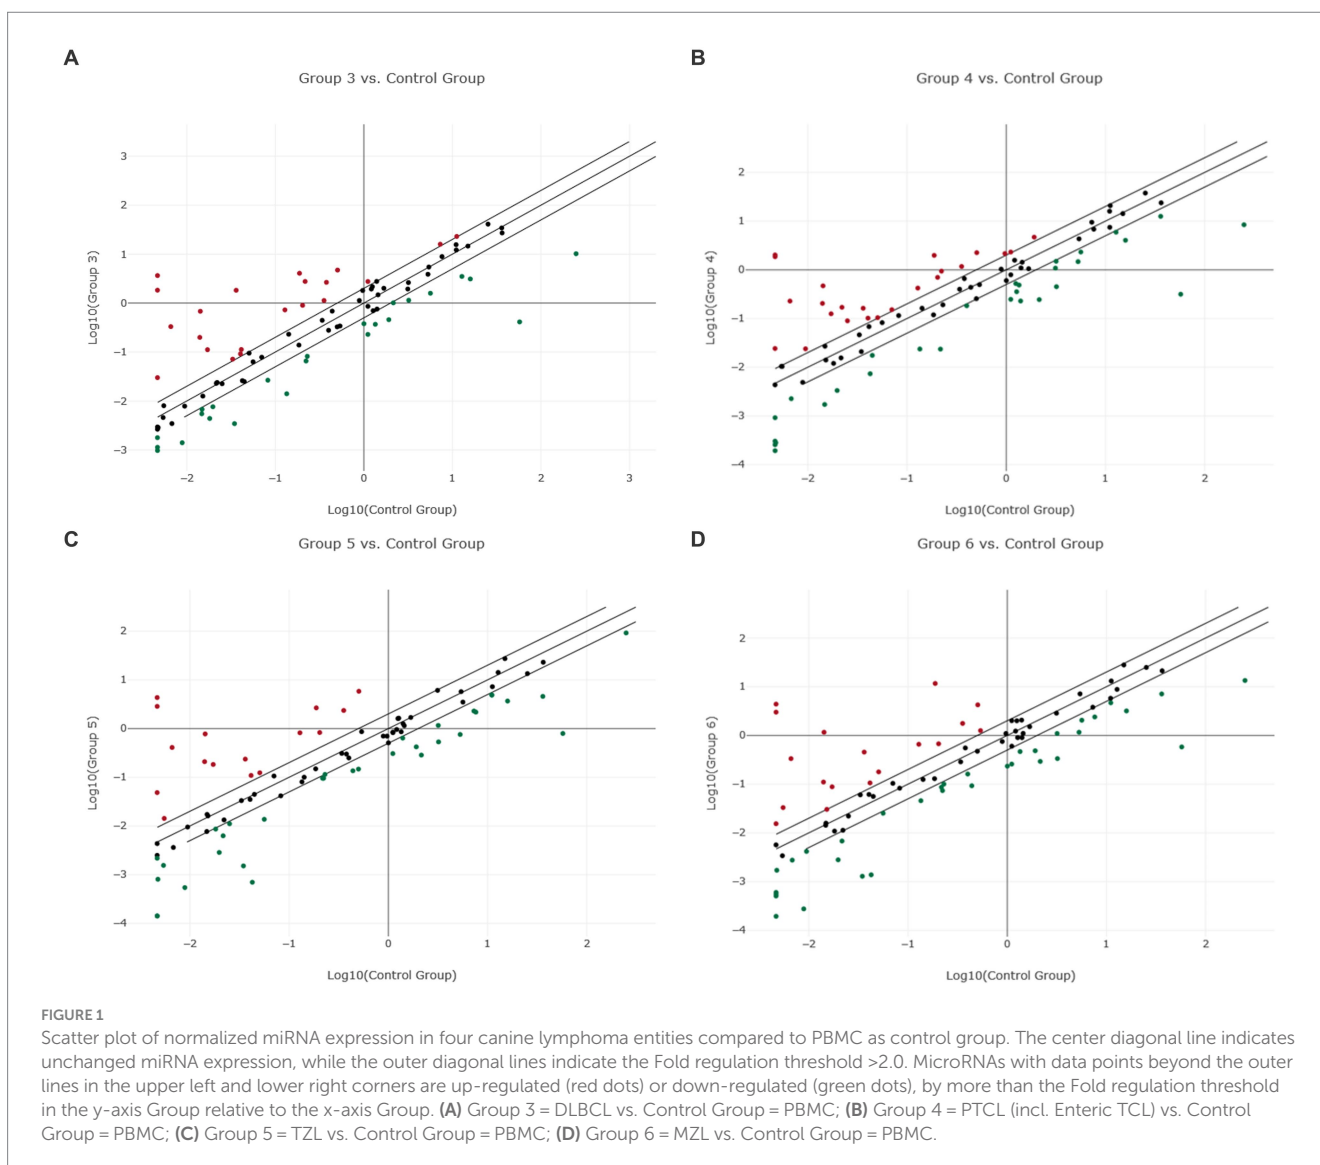 A
Group 3 vs. Control Group
3
2
1
0
−1
−2
−3
Log10(Group 3)
−2 −1 0 1 2 3
Log10(Control Group)
B
Group 4 vs. Control Group
2
1
0
−1
−2
−3
−4
Log10(Group 4)
−2 −1 0 1 2
Log10(Control Group)
C
Group 5 vs. Control Group
2
1
0
−1
−2
−3
−4
Log10(Group 5)
−2 −1 0 1 2
Log10(Control Group)
D
Group 6 vs. Control Group
2
1
0
−1
−2
−3
−4
Log10(Group 6)
−2 −1 0 1 2
Log10(Control Group)
FIGURE 1
Scatter plot of normalized miRNA expression in four canine lymphoma entities compared to PBMC as control group. The center diagonal line indicates
unchanged miRNA expression, while the outer diagonal lines indicate the Fold regulation threshold >2.0. MicroRNAs with data points beyond the outer
lines in the upper left and lower right corners are up-regulated (red dots) or down-regulated (green dots), by more than the Fold regulation threshold
in the y-axis Group relative to the x-axis Group. (A) Group 3 = DLBCL vs. Control Group = PBMC; (B) Group 4 = PTCL (incl. Enteric TCL) vs. Control
Group = PBMC; (C) Group 5 = TZL vs. Control Group = PBMC; (D) Group 6 = MZL vs. Control Group = PBMC.